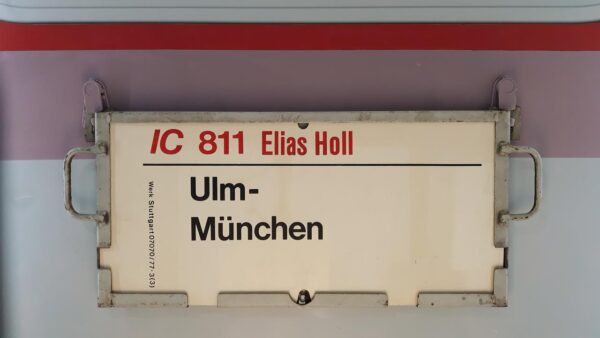 IC 811 Elias Holl
Ulm-
München
Werk Stuttgart 07070/77-3(3)